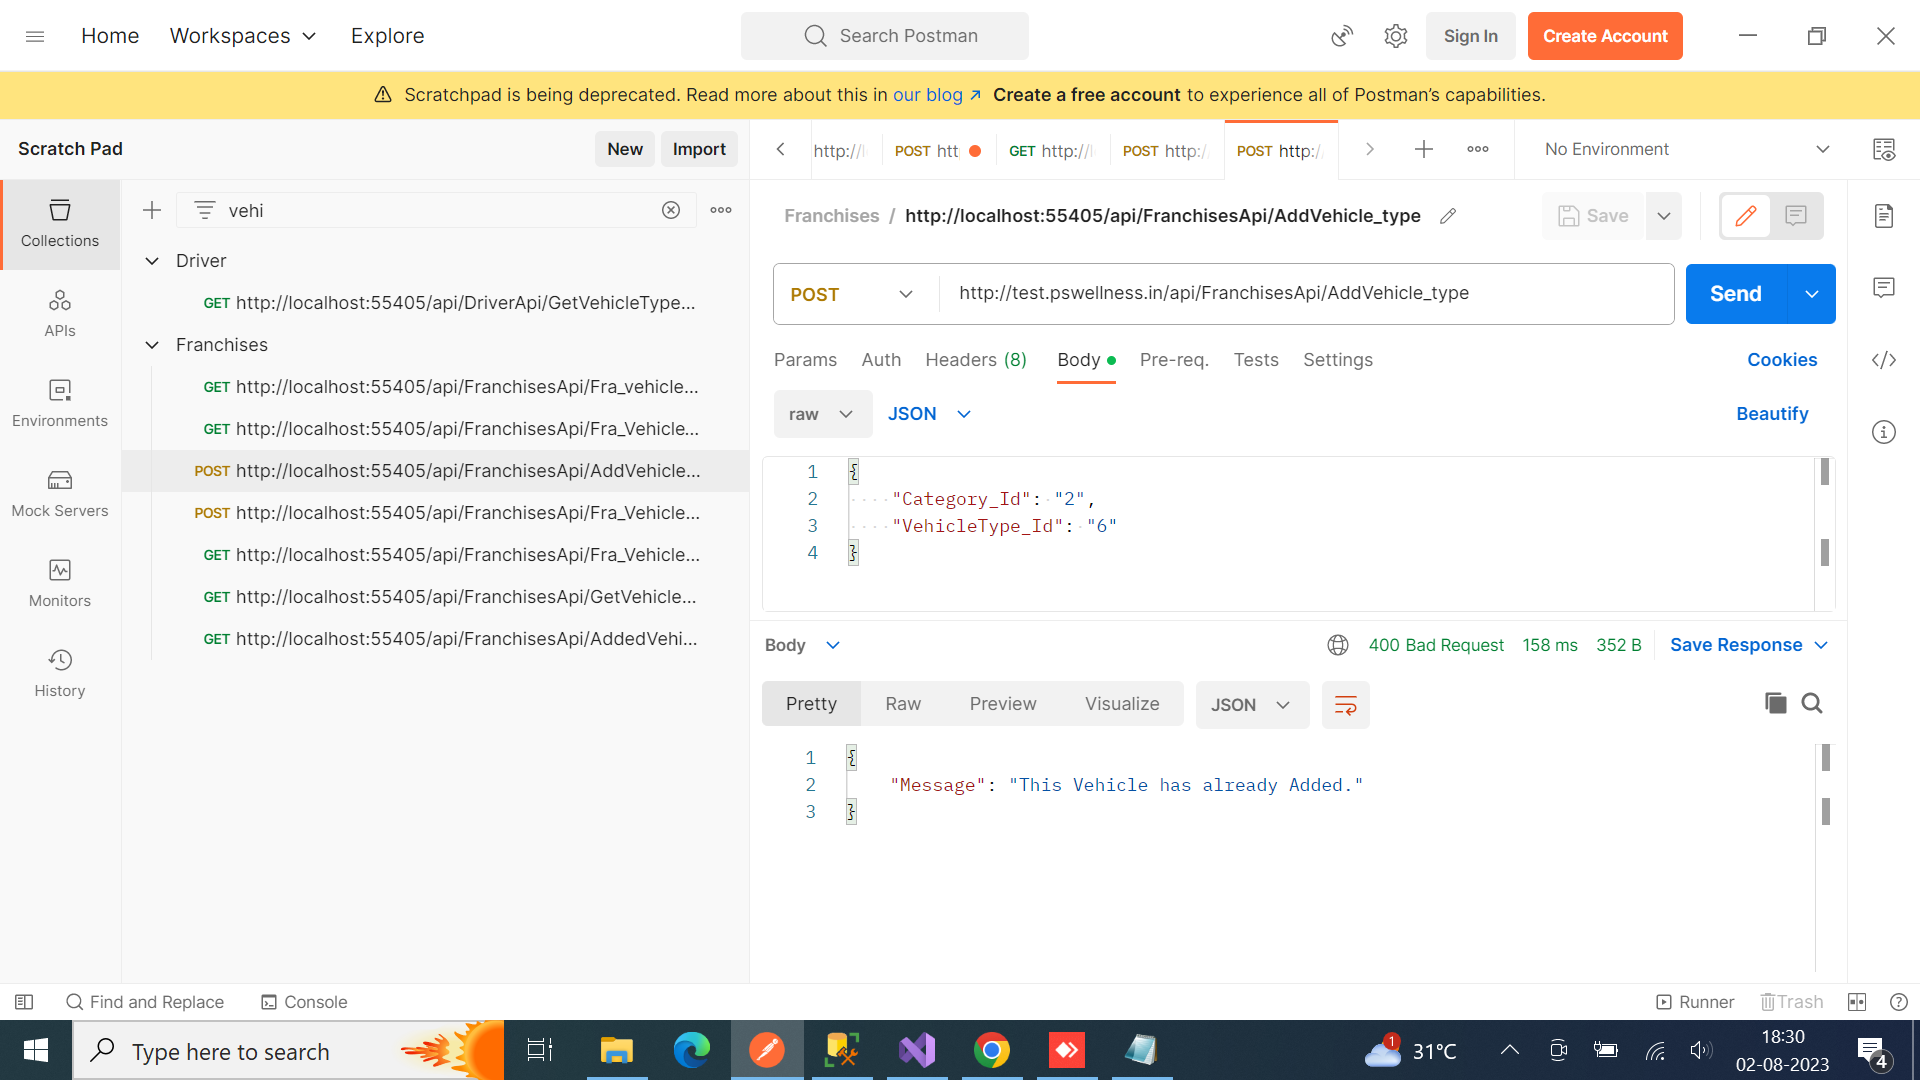 Home
Workspaces
Explore
Search Postman
Sign In
Create Account
Scratchpad is being deprecated. Read more about this in our blog ↗ Create a free account to experience all of Postman's capabilities.
Scratch Pad
New
Import
http://
POST htt
GET http://
POST http:/
POST http:/
No Environment
Collections
APIs
Environments
Mock Servers
Monitors
History
vehi
Driver
GET http://localhost:55405/api/DriverApi/GetVehicleType...
Franchises
GET http://localhost:55405/api/FranchisesApi/Fra_vehicle...
GET http://localhost:55405/api/FranchisesApi/Fra_Vehicle...
POST http://localhost:55405/api/FranchisesApi/AddVehicle...
POST http://localhost:55405/api/FranchisesApi/Fra_Vehicle...
GET http://localhost:55405/api/FranchisesApi/Fra_Vehicle...
GET http://localhost:55405/api/FranchisesApi/GetVehicle...
GET http://localhost:55405/api/FranchisesApi/AddedVehi...
Franchises / http://localhost:55405/api/FranchisesApi/AddVehicle_type
Save
POST
http://test.pswellness.in/api/FranchisesApi/AddVehicle_type
Send
Params
Auth
Headers (8)
Body
Pre-req.
Tests
Settings
Cookies
raw
JSON
Beautify
1 {
2 "Category_Id": "2",
3 "VehicleType_Id": "6"
4 }
Body
400 Bad Request
158 ms
352 B
Save Response
Pretty
Raw
Preview
Visualize
JSON
1 {
2 "Message": "This Vehicle has already Added."
3 }
Find and Replace
Console
Runner
Trash
Type here to search
1
31°C
18:30
02-08-2023
4